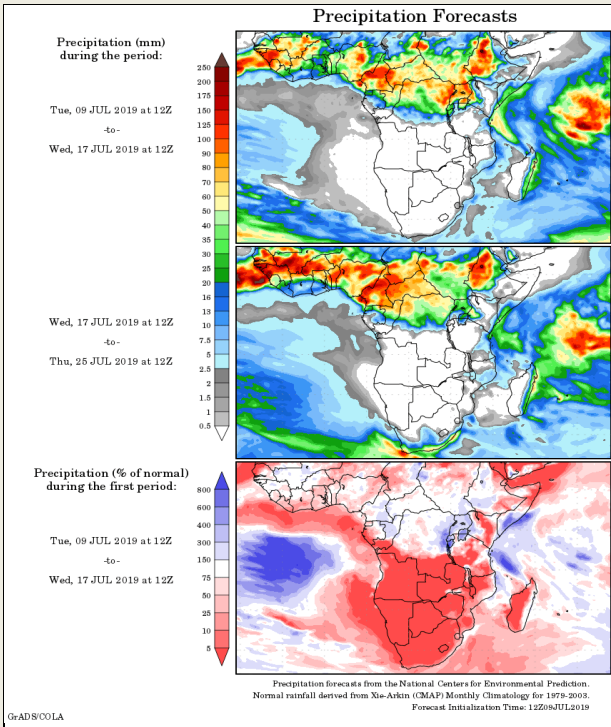 Precipitation Forecasts
Precipitation (mm)
during the period:
Tue, 09 JUL 2019 at 12Z
-to-
Wed, 17 JUL 2019 at 12Z
250
200
175
150
125
100
90
80
70
60
50
40
35
30
25
20
16
13
10
7.5
5
2.5
2
1.5
1
0.5
Wed, 17 JUL 2019 at 12Z
-to-
Thu, 25 JUL 2019 at 12Z
Precipitation (% of normal)
during the first period:
Tue, 09 JUL 2019 at 12Z
-to-
Wed, 17 JUL 2019 at 12Z
800
600
400
300
150
75
50
25
10
5
Precipitation forecasts from the National Centers for Environmental Prediction.
Normal rainfall derived from Xie-Arkin (CMAP) Monthly Climatology for 1979-2003.
Forecast Initialization Time: 12Z09JUL2019
GrADS/COLA